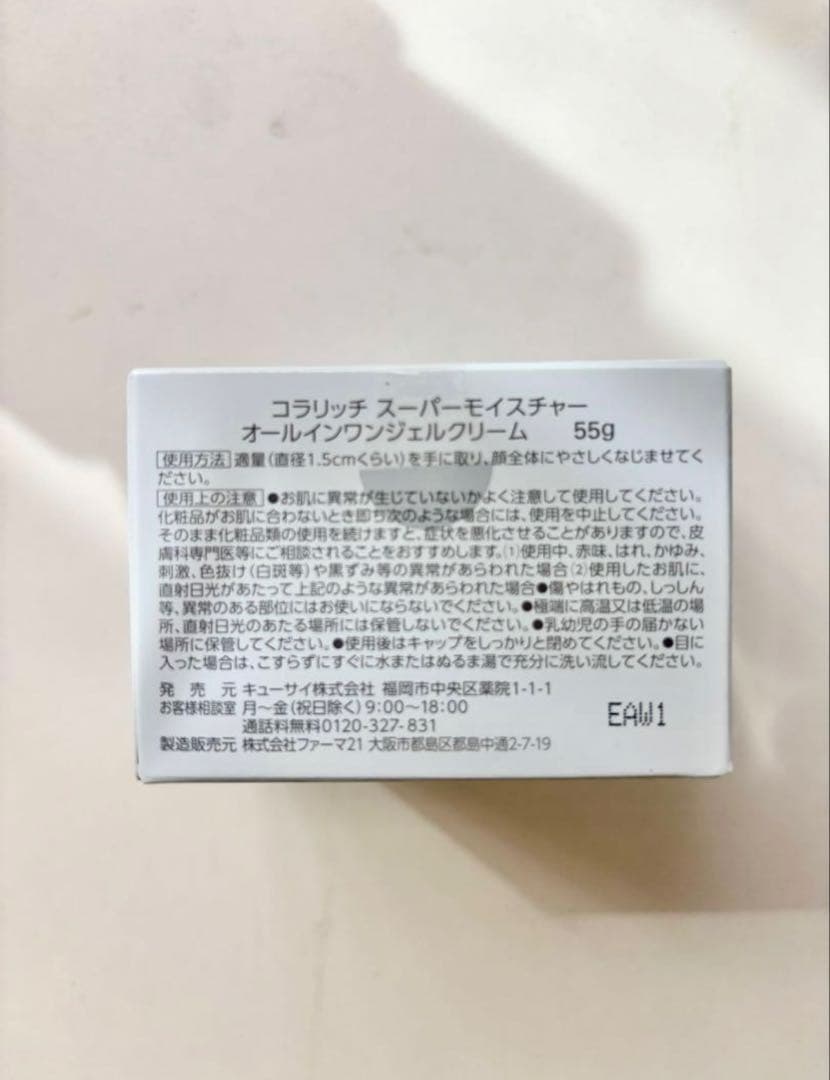 コラリッチ スーパーモイスチャー
オールインワンジェルクリーム 55g
使用方法 適量(直径1.5cmくらい)を手に取り、顔全体にやさしくなじませてく
ださい。
使用上の注意 ●お肌に異常が生じていないかよく注意して使用してください。
化粧品がお肌に合わないとき即ち次のような場合には、使用を中止してください。
そのまま化粧品類の使用を続けますと、症状を悪化させることがありますので、皮
膚科専門医等にご相談されることをおすすめします。(1)使用中、赤味、はれ、かゆみ、
刺激、色抜け(白斑等)や黒ずみ等の異常があらわれた場合(2)使用したお肌に、
直射日光があたって上記のような異常があらわれた場合●傷やはれもの、しっしん
等、異常のある部位にはお使いにならないでください。●極端に高温又は低温の場
所、直射日光のあたる場所には保管しないでください。●乳幼児の手の届かない
場所に保管してください。●使用後はキャップをしっかりと閉めてください。●目に
入った場合は、こすらずにすぐに水またはぬるま湯で充分に洗い流してください。
発売元 キューサイ株式会社 福岡市中央区薬院1-1-1
お客様相談室 月〜金(祝日除く)9:00〜18:00
通話料無料0120-327-831
EAW1
製造販売元 株式会社ファーマ21 大阪市都島区都島中通2-7-19